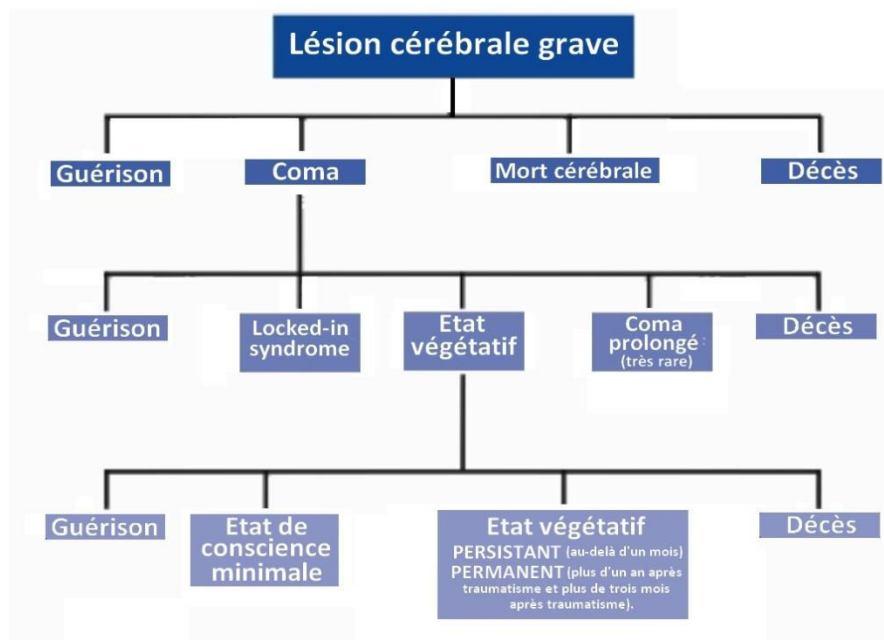 Lésion cérébrale grave
Guérison
Coma
Mort cérébrale
Décès
Guérison
Locked-in
syndrome
Etat
végétatif
Coma
prolongé :
(très rare)
Décès
Guérison
Etat de
conscience
minimale
Etat végétatif
PERSISTANT (au-delà d'un mois)
PERMANENT (plus d'un an après
traumatisme et plus de trois mois
après traumatisme).
Décès